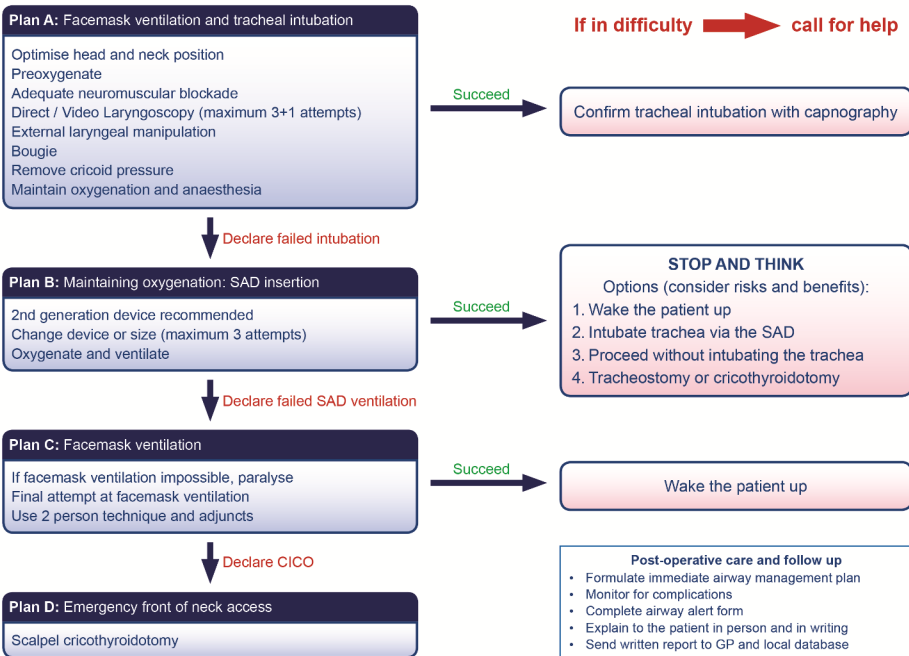 Plan A: Facemask ventilation and tracheal intubation
Optimise head and neck position
Preoxygenate
Adequate neuromuscular blockade
Direct / Video Laryngoscopy (maximum 3+1 attempts)
External laryngeal manipulation
Bougie
Remove cricoid pressure
Maintain oxygenation and anaesthesia
If in difficulty
call for help
Succeed
Confirm tracheal intubation with capnography
Declare failed intubation
Plan B: Maintaining oxygenation: SAD insertion
2nd generation device recommended
Change device or size (maximum 3 attempts)
Oxygenate and ventilate
Succeed
STOP AND THINK
Options (consider risks and benefits):
1. Wake the patient up
2. Intubate trachea via the SAD
3. Proceed without intubating the trachea
4. Tracheostomy or cricothyroidotomy
Declare failed SAD ventilation
Plan C: Facemask ventilation
If facemask ventilation impossible, paralyse
Final attempt at facemask ventilation
Use 2 person technique and adjuncts
Succeed
Wake the patient up
Declare CICO
Plan D: Emergency front of neck access
Scalpel cricothyroidotomy
Post-operative care and follow up
• Formulate immediate airway management plan
• Monitor for complications
• Complete airway alert form
• Explain to the patient in person and in writing
• Send written report to GP and local database